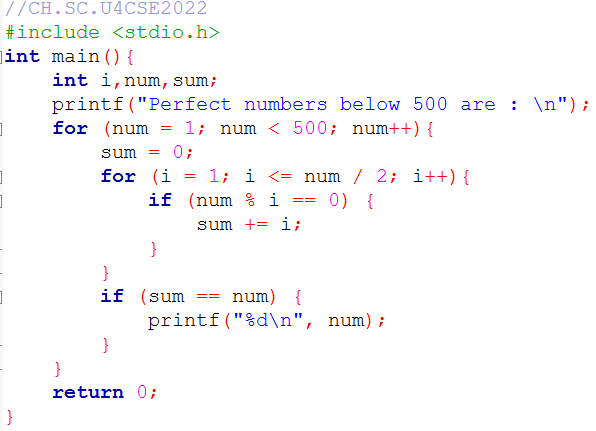 //CH.SC.U4CSE2022
#include <stdio.h>
int main(){
    int i,num,sum;
    printf("Perfect numbers below 500 are : \n");
    for (num = 1; num < 500; num++){
        sum = 0;
        for (i = 1; i <= num / 2; i++){
            if (num % i == 0) {
                sum += i;
            }
        }
        if (sum == num) {
            printf("%d\n", num);
        }
    }
    return 0;
}